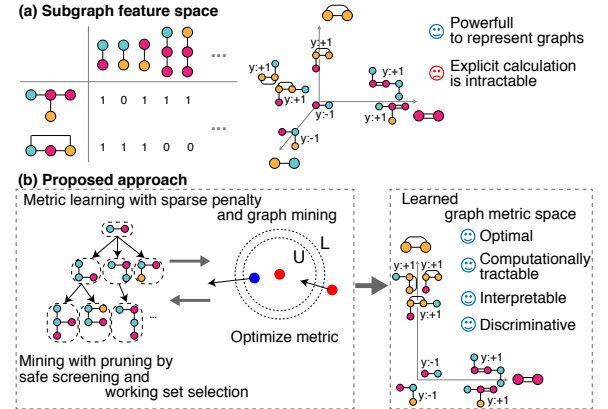 (a) Subgraph feature space
...
1 0 1 1 1
1 1 1 0 0
...
y:+1
y:+1
y:+1
y:+1
y:+1
y:-1
y:-1
Powerfull
to represent graphs
Explicit calculation
is intractable
(b) Proposed approach
Metric learning with sparse penalty
and graph mining
L
U
...
Optimize metric
Mining with pruning by
safe screening and
working set selection
Learned
graph metric space
Optimal
Computationally
tractable
Interpretable
Discriminative
y:+1 y:+1
y:+1
y:-1
y:+1
y:-1
y:+1